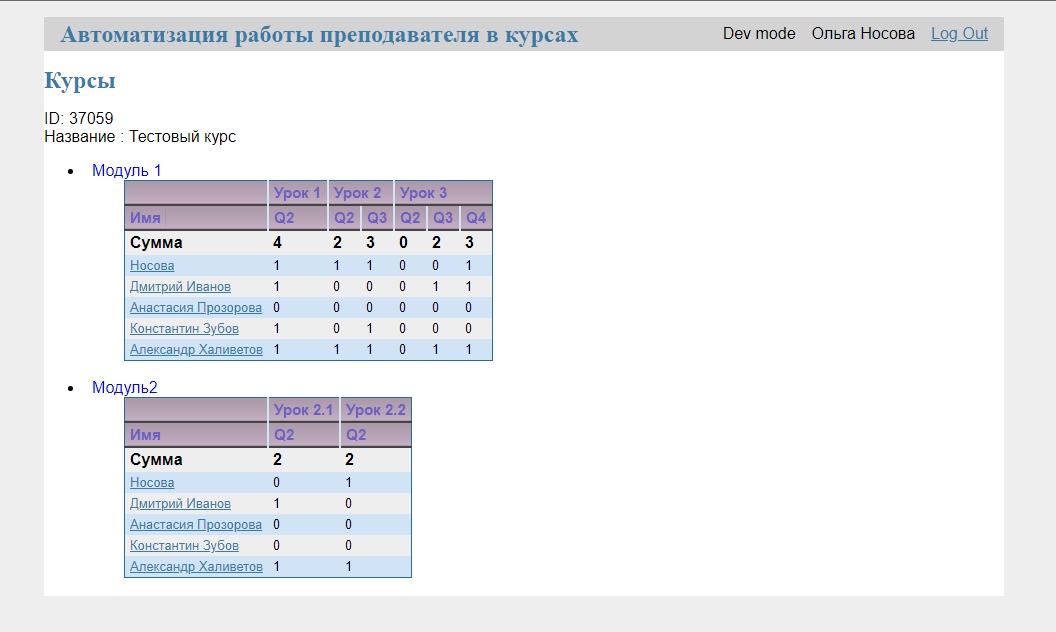 Автоматизация работы преподавателя в курсах Dev mode Ольга Носова Log Out
Курсы
ID: 37059
Название : Тестовый курс
Модуль 1
Урок 1 Урок 2 Урок 3
Имя Q2 Q2 Q3 Q2 Q3 Q4
Сумма 4 2 3 0 2 3
Носова 1 1 1 0 0 1
Дмитрий Иванов 1 0 0 0 1 1
Анастасия Прозорова 0 0 0 0 0 0
Константин Зубов 1 0 1 0 0 0
Александр Халиветов 1 1 1 0 1 1
Модуль2
Урок 2.1 Урок 2.2
Имя Q2 Q2
Сумма 2 2
Носова 0 1
Дмитрий Иванов 1 0
Анастасия Прозорова 0 0
Константин Зубов 0 0
Александр Халиветов 1 1